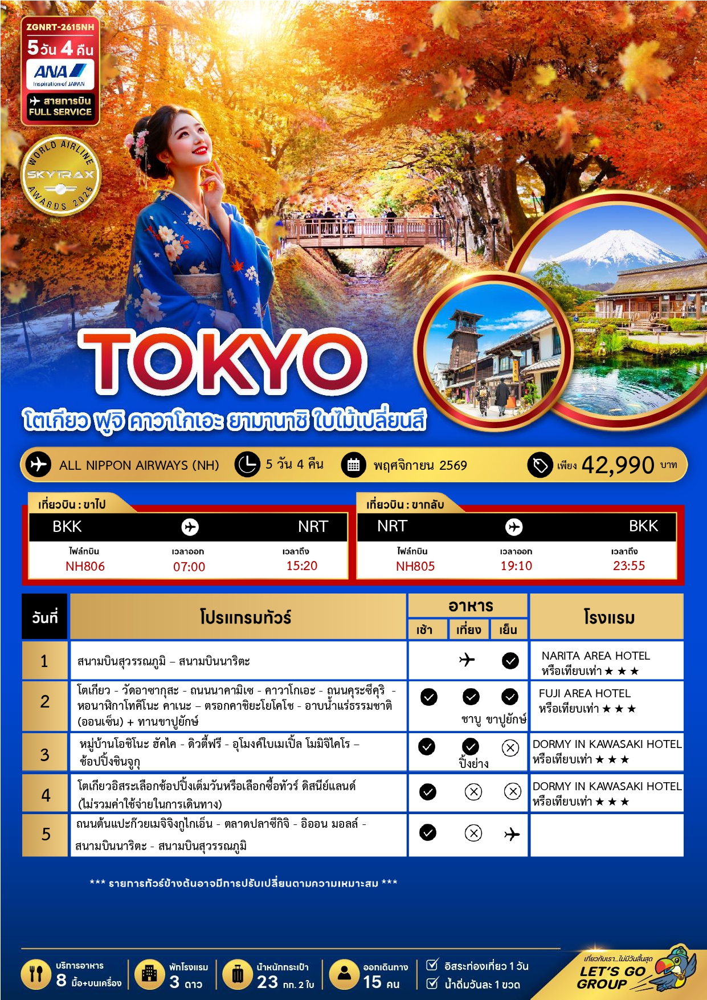 ZGNRT-2615NH
5 วัน 4 คืน
ANA
Inspiration of JAPAN
สายการบิน
FULL SERVICE
WORLD AIRLINE
SKYTRAX
AWARDS 2025
TOKYO
โตเกียว ฟูจิ คาวาโกเอะ ยามานาชิ ใบไม้เปลี่ยนสี
ALL NIPPON AIRWAYS (NH) 5 วัน 4 คืน พฤศจิกายน 2569 เพียง 42,990 บาท
เที่ยวบิน : ขาไป
BKK NRT
ไฟล์ทบิน เวลาออก เวลาถึง
NH806 07:00 15:20
เที่ยวบิน : ขากลับ
NRT BKK
ไฟล์ทบิน เวลาออก เวลาถึง
NH805 19:10 23:55
วันที่ โปรแกรมทัวร์ อาหาร โรงแรม
เช้า เที่ยง เย็น
1 สนามบินสุวรรณภูมิ – สนามบินนาริตะ NARITA AREA HOTEL
หรือเทียบเท่า ★ ★ ★
2 โตเกียว - วัดอาซากุสะ - ถนนนาคามิเซ - คาวาโกเอะ - ถนนคุระซึคุริ - FUJI AREA HOTEL
หอนาฬิกาโทคิโนะ คาเนะ – ตรอกคาชิยะโยโคโช - อาบน้ำแร่ธรรมชาติ หรือเทียบเท่า ★ ★ ★
(ออนเซ็น) + ทานขาปูยักษ์ ชาบู ขาปูยักษ์
3 หมู่บ้านโอชิโนะ ฮัคไค - ดิวตี้ฟรี - อุโมงค์ใบเมเปิ้ล โมมิจิไคโร – DORMY IN KAWASAKI HOTEL
ช้อปปิ้งชินจูกุ ปิ้งย่าง หรือเทียบเท่า ★ ★ ★
4 โตเกียวอิสระเลือกช้อปปิ้งเต็มวันหรือเลือกซื้อทัวร์ ดิสนีย์แลนด์ DORMY IN KAWASAKI HOTEL
(ไม่รวมค่าใช้จ่ายในการเดินทาง) หรือเทียบเท่า ★ ★ ★
5 ถนนต้นแปะก๊วยเมจิจิงกูไกเอ็น - ตลาดปลาซึกิจิ - อิออน มอลล์ -
สนามบินนาริตะ - สนามบินสุวรรณภูมิ
*** รายการทัวร์ข้างต้นอาจมีการปรับเปลี่ยนตามความเหมาะสม ***
บริการอาหาร
8 มื้อ+บนเครื่อง
พักโรงแรม
3 ดาว
น้ำหนักกระเป๋า
23 กก. 2 ใบ
ออกเดินทาง
15 คน
อิสระท่องเที่ยว 1 วัน
น้ำดื่มวันละ 1 ขวด
เที่ยวกับเรา...ไม่มีวันสิ้นสุด
LET'S GO
GROUP